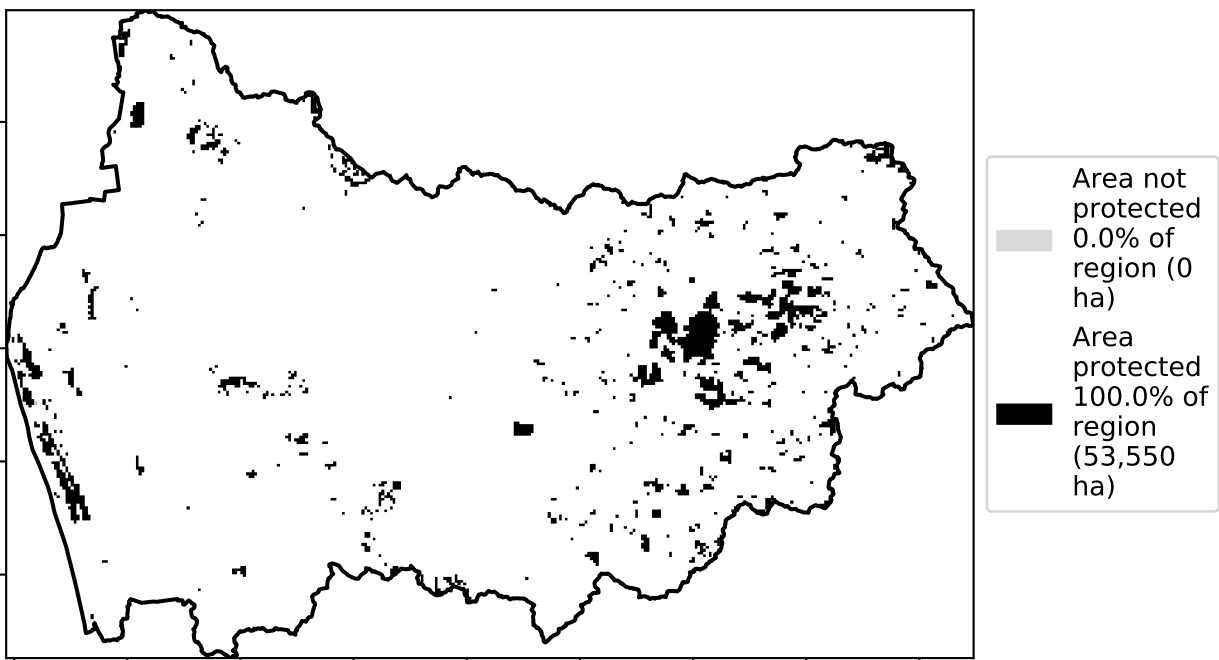 Area not
protected
0.0% of
region (0
ha)
Area
protected
100.0% of
region
(53,550
ha)